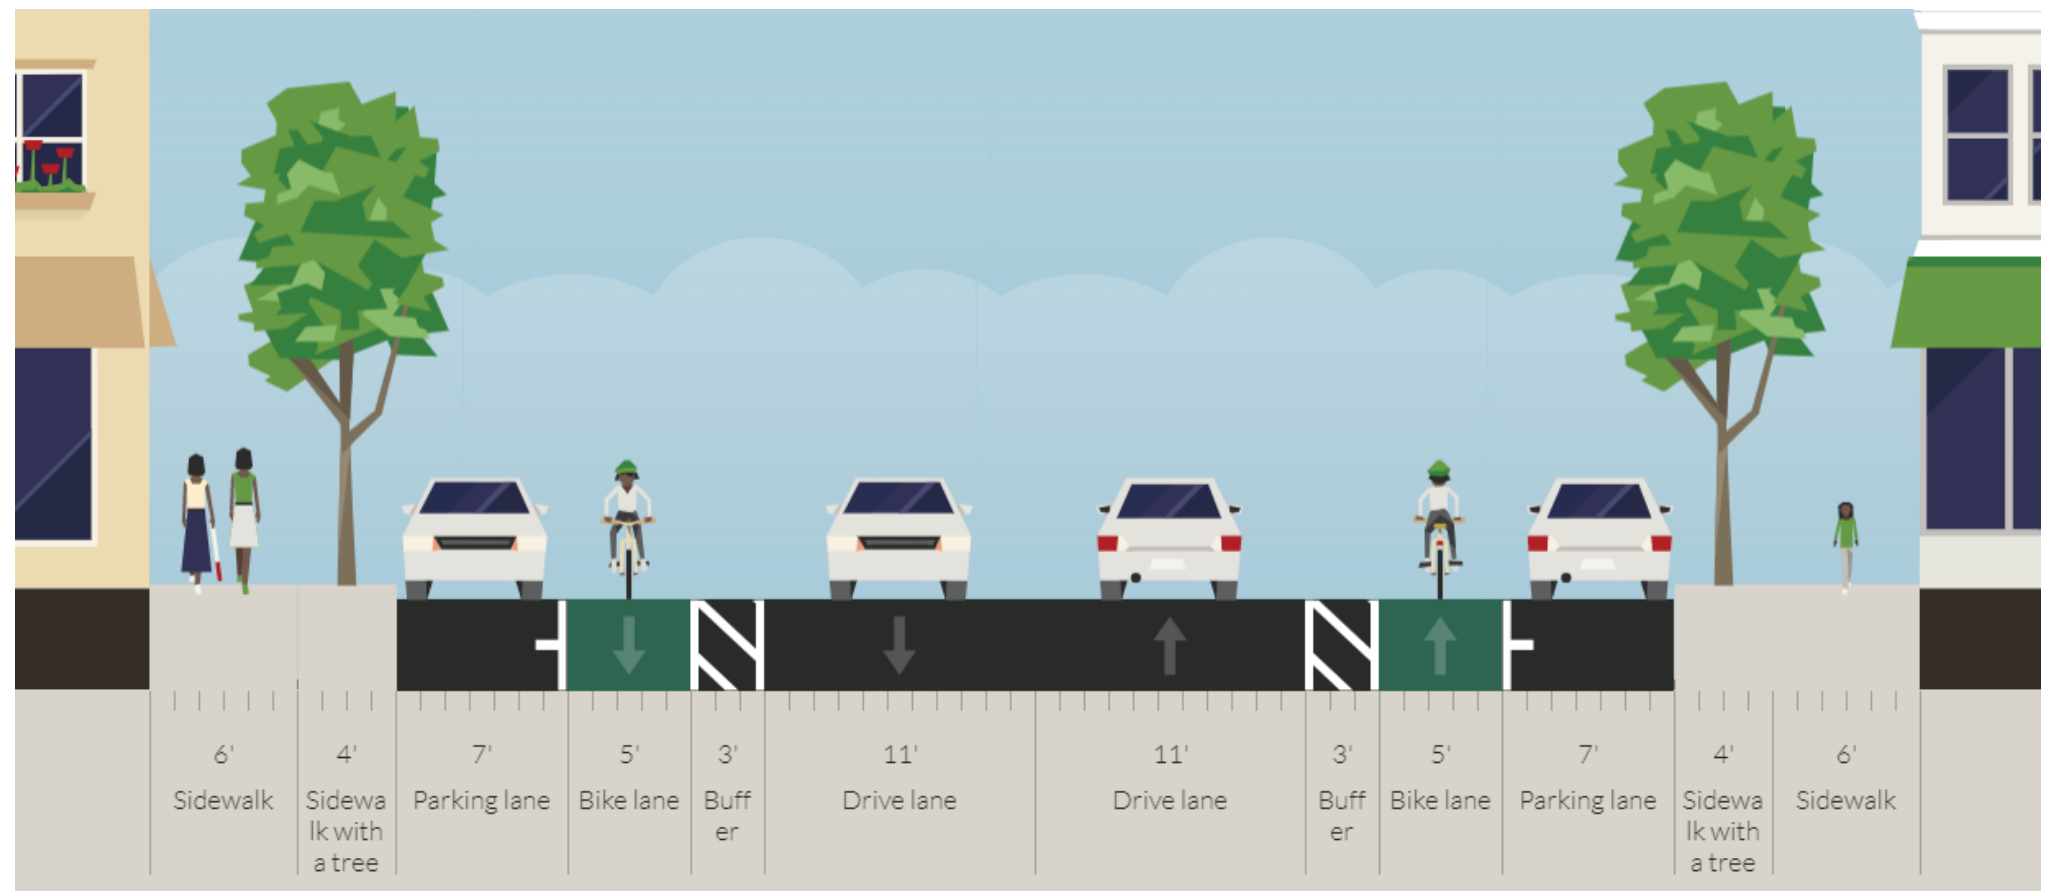 6' 4' 7' 5' 3' 11' 11' 3' 5' 7' 4' 6'
Sidewalk Sidewa Parking lane Bike lane Buff Drive lane Drive lane Buff Bike lane Parking lane Sidewa Sidewalk
lk with er er lk with
a tree a tree